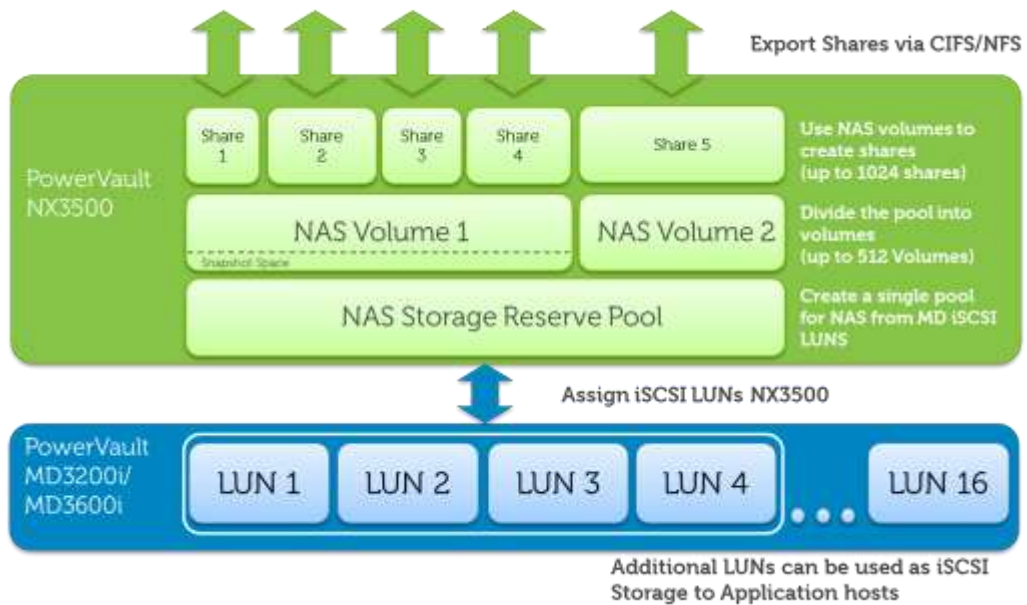 Export Shares via CIFS/NFS
PowerVault
NX3500
Share
1
Share
2
Share
3
Share
4
Share 5
Use NAS volumes to
create shares
(up to 1024 shares)
NAS Volume 1
Snapshot Space
NAS Volume 2
Divide the pool into
volumes
(up to 512 Volumes)
NAS Storage Reserve Pool
Create a single pool
for NAS from MD iSCSI
LUNS
Assign iSCSI LUNs NX3500
PowerVault
MD3200i/
MD3600i
LUN 1
LUN 2
LUN 3
LUN 4
LUN 16
Additional LUNs can be used as iSCSI
Storage to Application hosts